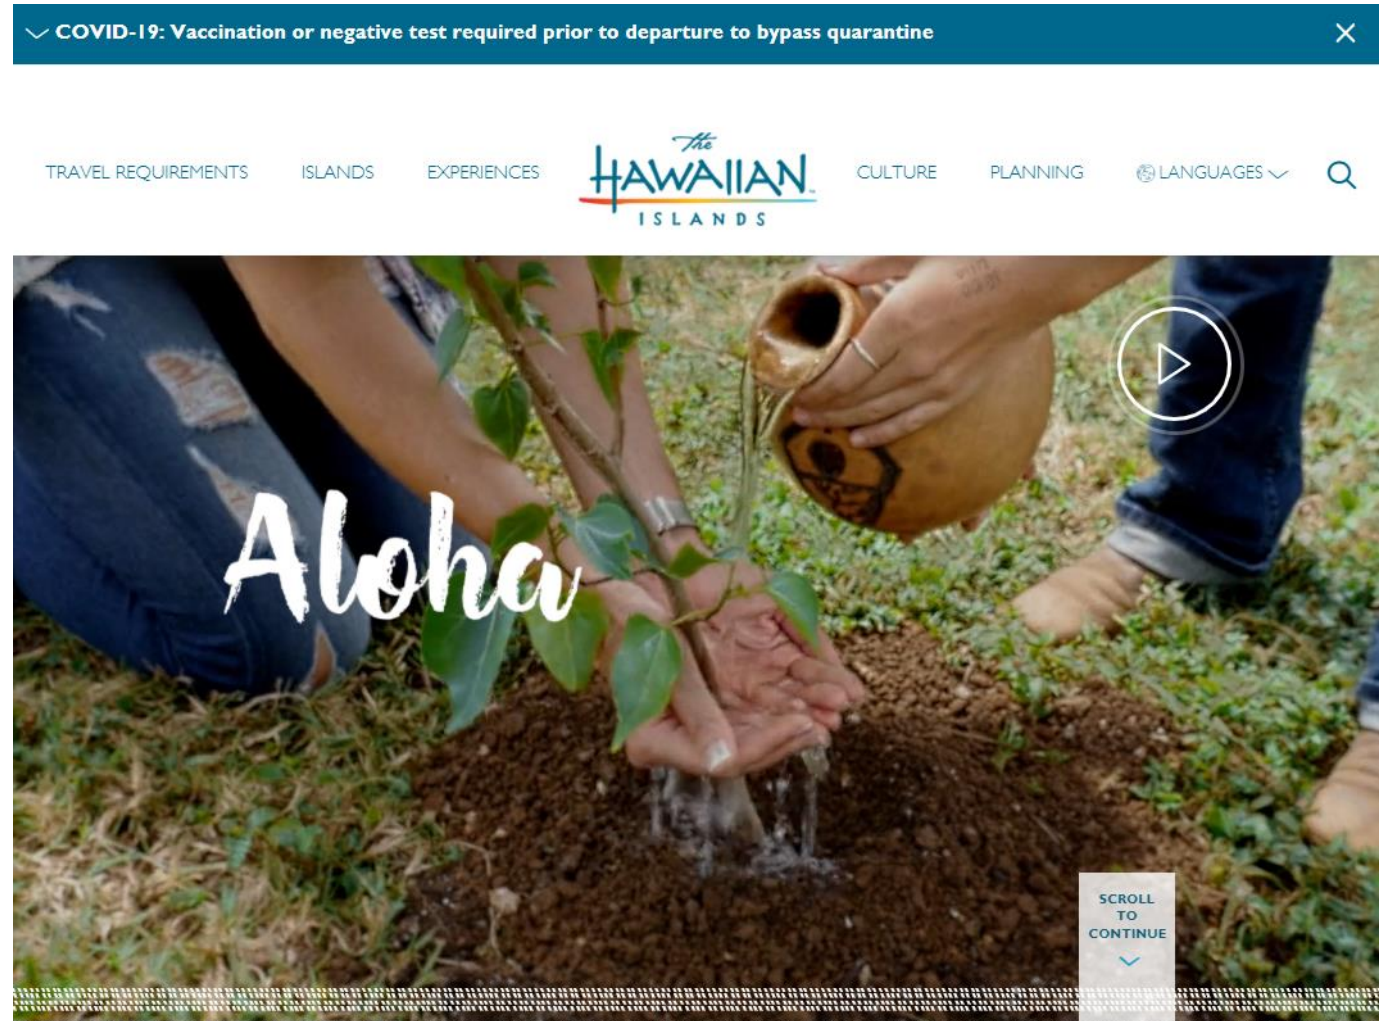 COVID-19: Vaccination or negative test required prior to departure to bypass quarantine
TRAVEL REQUIREMENTS
ISLANDS
EXPERIENCES
The
HAWAIIAN
ISLANDS
CULTURE
PLANNING
LANGUAGES
Aloha
SCROLL
TO
CONTINUE